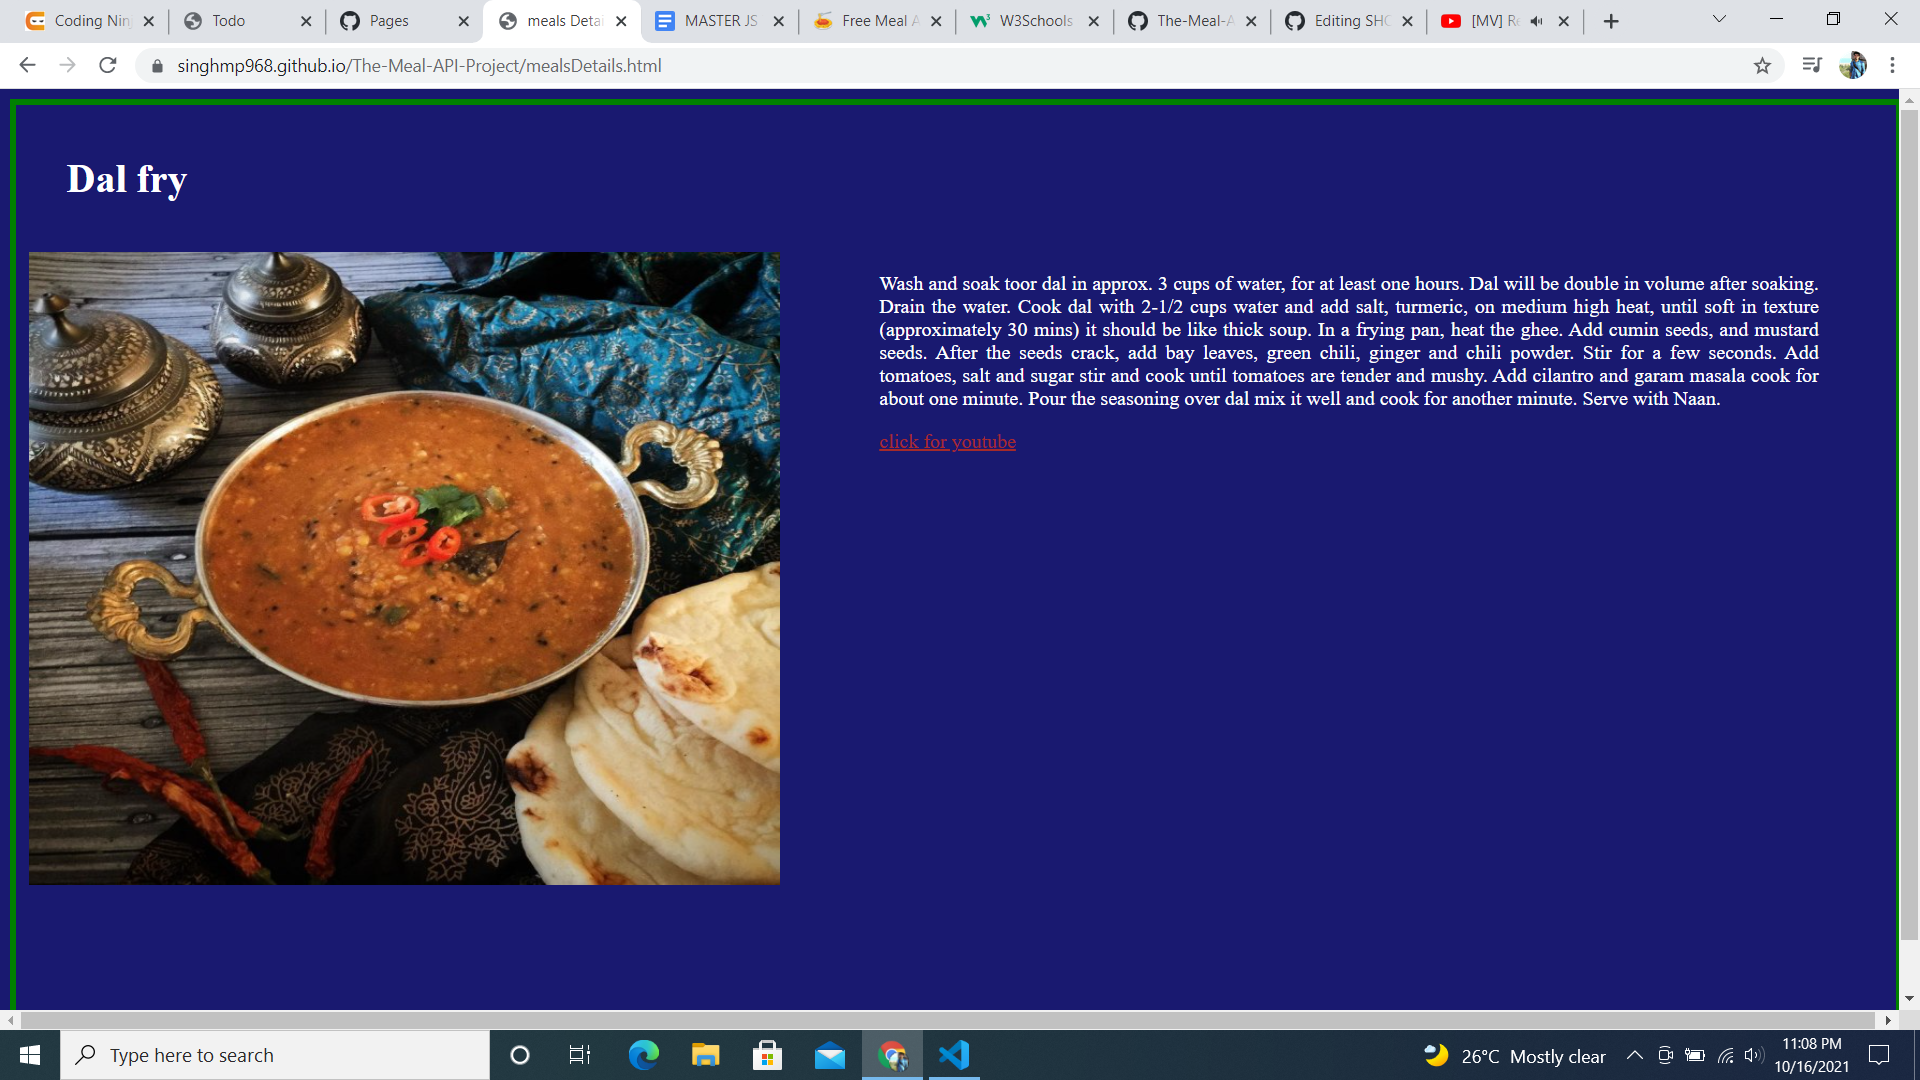 Coding Nin
Todo
Pages
meals Detai
MASTER JS
Free Meal A
W3Schools
The-Meal-A
Editing SHO
[MV] Re
singhmp968.github.io/The-Meal-API-Project/mealsDetails.html
Dal fry
Wash and soak toor dal in approx. 3 cups of water, for at least one hours. Dal will be double in volume after soaking.
Drain the water. Cook dal with 2-1/2 cups water and add salt, turmeric, on medium high heat, until soft in texture
(approximately 30 mins) it should be like thick soup. In a frying pan, heat the ghee. Add cumin seeds, and mustard
seeds. After the seeds crack, add bay leaves, green chili, ginger and chili powder. Stir for a few seconds. Add
tomatoes, salt and sugar stir and cook until tomatoes are tender and mushy. Add cilantro and garam masala cook for
about one minute. Pour the seasoning over dal mix it well and cook for another minute. Serve with Naan.
click for youtube
Type here to search
26°C Mostly clear
11:08 PM
10/16/2021